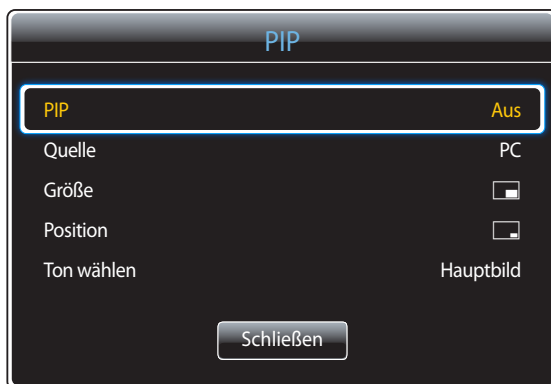 PIP
PIP Aus
Quelle PC
Größe
Position
Ton wählen Hauptbild
Schließen